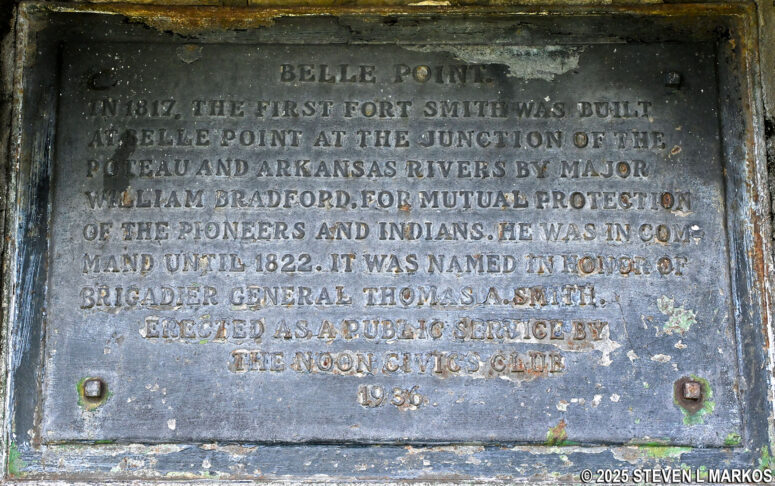 BELLE POINT.
IN 1817, THE FIRST FORT SMITH WAS BUILT
AT BELLE POINT AT THE JUNCTION OF THE
POTEAU AND ARKANSAS RIVERS BY MAJOR
WILLIAM BRADFORD, FOR MUTUAL PROTECTION
OF THE PIONEERS AND INDIANS. HE WAS IN COM-
MAND UNTIL 1822. IT WAS NAMED IN HONOR OF
BRIGADIER GENERAL THOMAS A. SMITH.
ERECTED AS A PUBLIC SERVICE BY
THE NOON CIVICS CLUB
1936
©2025 STEVEN L MARKOS